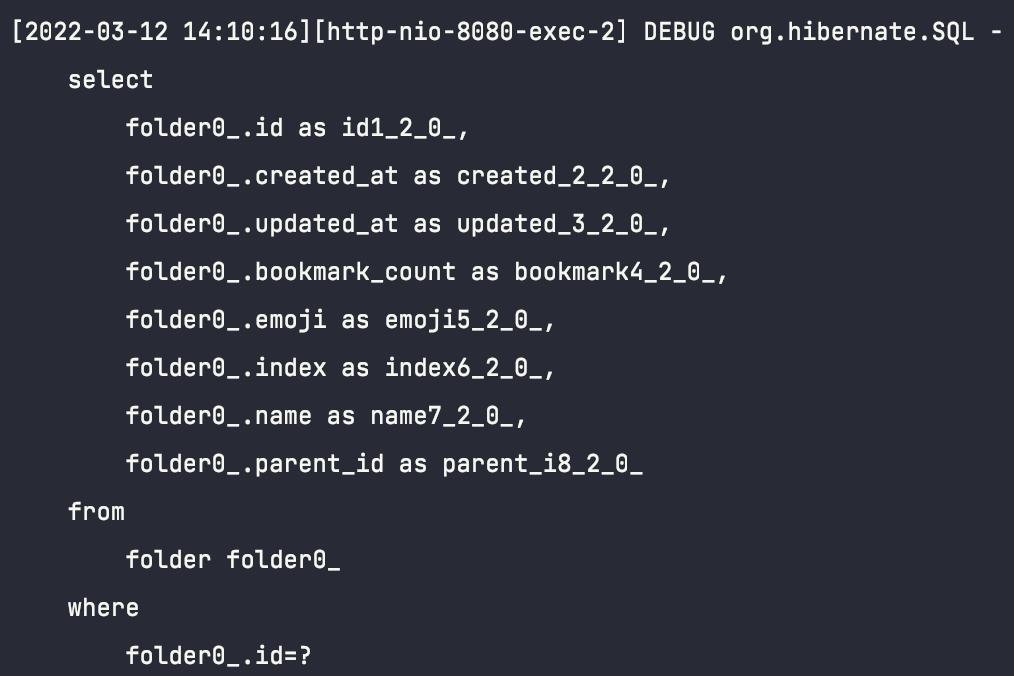 [2022-03-12 14:10:16][http-nio-8080-exec-2] DEBUG org.hibernate.SQL -
select
folder0_.id as id1_2_0_,
folder0_.created_at as created_2_2_0_,
folder0_.updated_at as updated_3_2_0_,
folder0_.bookmark_count as bookmark4_2_0_,
folder0_.emoji as emoji5_2_0_,
folder0_.index as index6_2_0_,
folder0_.name as name7_2_0_,
folder0_.parent_id as parent_i8_2_0_
from
folder folder0_
where
folder0_.id=?